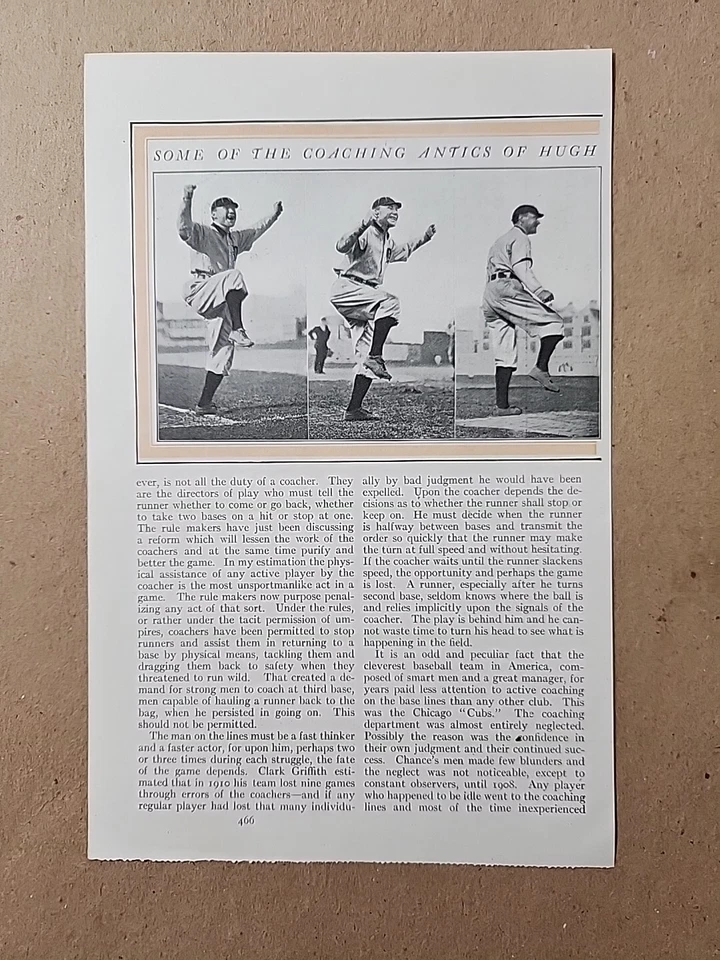 SOME OF THE COACHING ANTICS OF HUGH
ever, is not all the duty of a coacher. They
are the directors of play who must tell the
runner whether to come or go back, whether
to take two bases on a hit or stop at one.
The rule makers have just been discussing
a reform which will lessen the work of the
coachers and at the same time purify and
better the game. In my estimation the phys-
ical assistance of any active player by the
coacher is the most unsportmanlike act in a
game. The rule makers now purpose penal-
izing any act of that sort. Under the rules,
or rather under the tacit permission of um-
pires, coachers have been permitted to stop
runners and assist them in returning to a
base by physical means, tackling them and
dragging them back to safety when they
threatened to run wild. That created a de-
mand for strong men to coach at third base,
men capable of hauling a runner back to the
bag, when he persisted in going on. This
should not be permitted.
The man on the lines must be a fast thinker
and a faster actor, for upon him, perhaps two
or three times during each struggle, the fate
of the game depends. Clark Griffith esti-
mated that in 1910 his team lost nine games
through errors of the coachers—and if any
regular player had lost that many individu-
ally by bad judgment he would have been
expelled. Upon the coacher depends the de-
cisions as to whether the runner shall stop or
keep on. He must decide when the runner
is halfway between bases and transmit the
order so quickly that the runner may make
the turn at full speed and without hesitating.
If the coacher waits until the runner slackens
speed, the opportunity and perhaps the game
is lost. A runner, especially after he turns
second base, seldom knows where the ball is
and relies implicitly upon the signals of the
coacher. The play is behind him and he can-
not waste time to turn his head to see what is
happening in the field.
It is an odd and peculiar fact that the
cleverest baseball team in America, com-
posed of smart men and a great manager, for
years paid less attention to active coaching
on the base lines than any other club. This
was the Chicago "Cubs." The coaching
department was almost entirely neglected.
Possibly the reason was the confidence in
their own judgment and their continued suc-
cess. Chance's men made few blunders and
the neglect was not noticeable, except to
constant observers, until 1908. Any player
who happened to be idle went to the coaching
lines and most of the time inexperienced
466